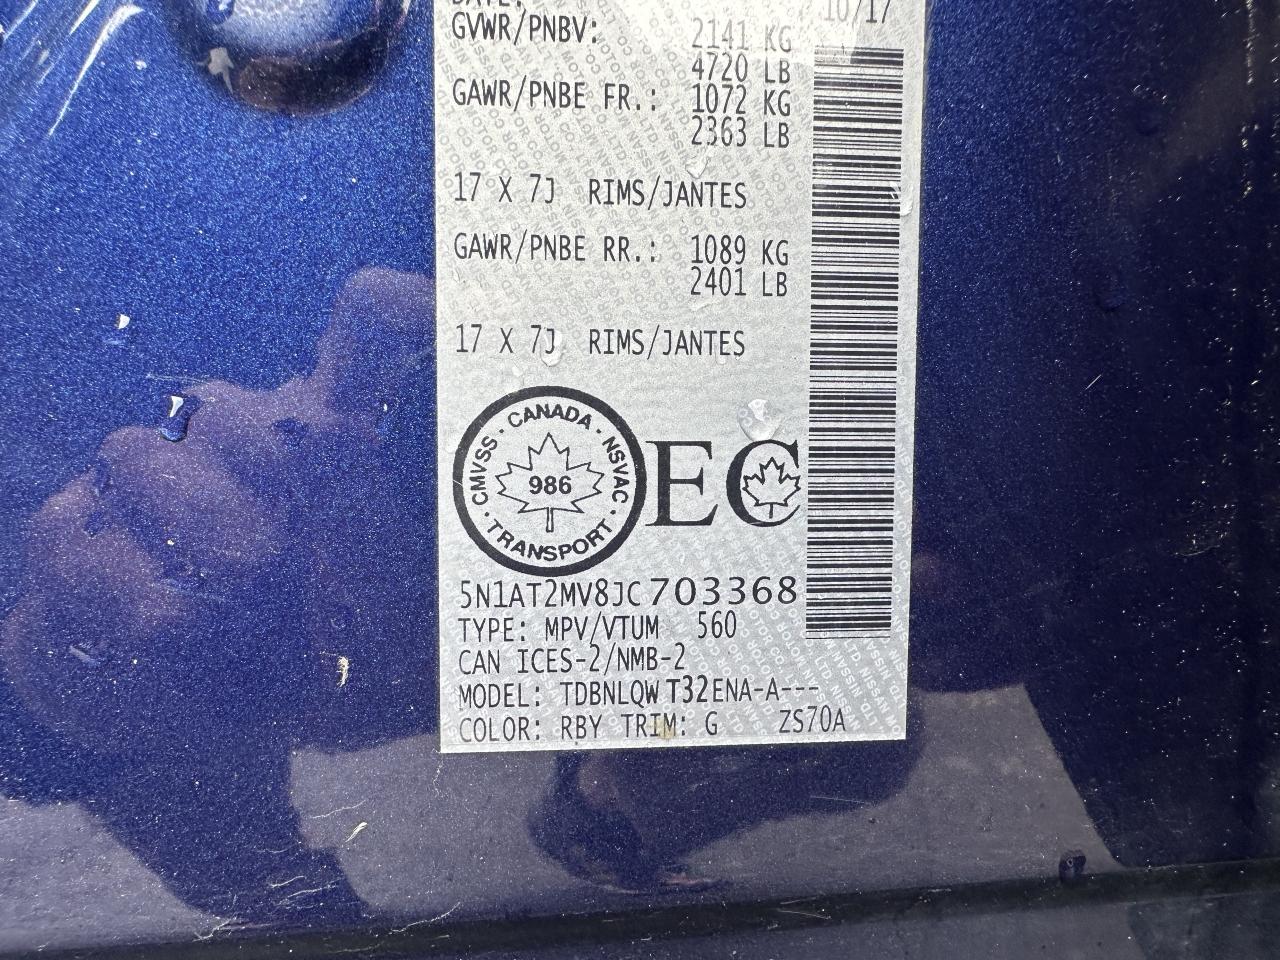 DATE: 10/17
GVWR/PNBV: 2141 KG
4720 LB
GAWR/PNBE FR.: 1072 KG
2363 LB
17 X 7J RIMS/JANTES
GAWR/PNBE RR.: 1089 KG
2401 LB
17 X 7J RIMS/JANTES
CMVSS · CANADA · NSVAC · TRANSPORT ·
986
EC
5N1AT2MV8JC703368
TYPE: MPV/VTUM 560
CAN ICES-2/NMB-2
MODEL: TDBNLQWT32ENA-A---
COLOR: RBY TRIM: G ZS70A